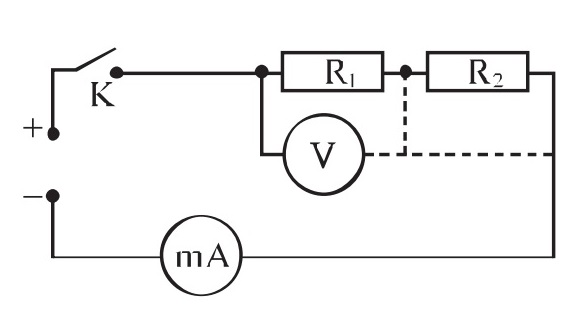 R₁ R₂
K
+
V
−
mA